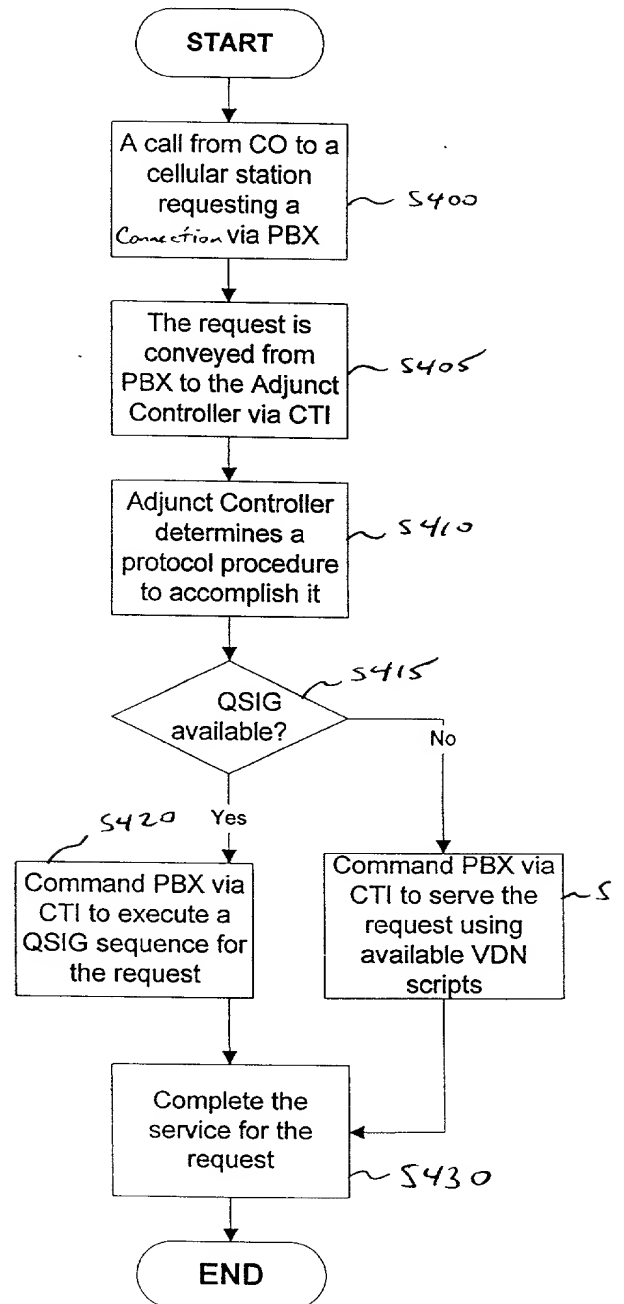 START
A call from CO to a
cellular station
requesting a
Connection via PBX
S400
The request is
conveyed from
PBX to the Adjunct
Controller via CTI
S405
Adjunct Controller
determines a
protocol procedure
to accomplish it
S410
S415
QSIG
available?
No
Yes
S420
Command PBX via
CTI to execute a
QSIG sequence for
the request
Command PBX via
CTI to serve the
request using
available VDN
scripts
S
Complete the
service for the
request
S430
END